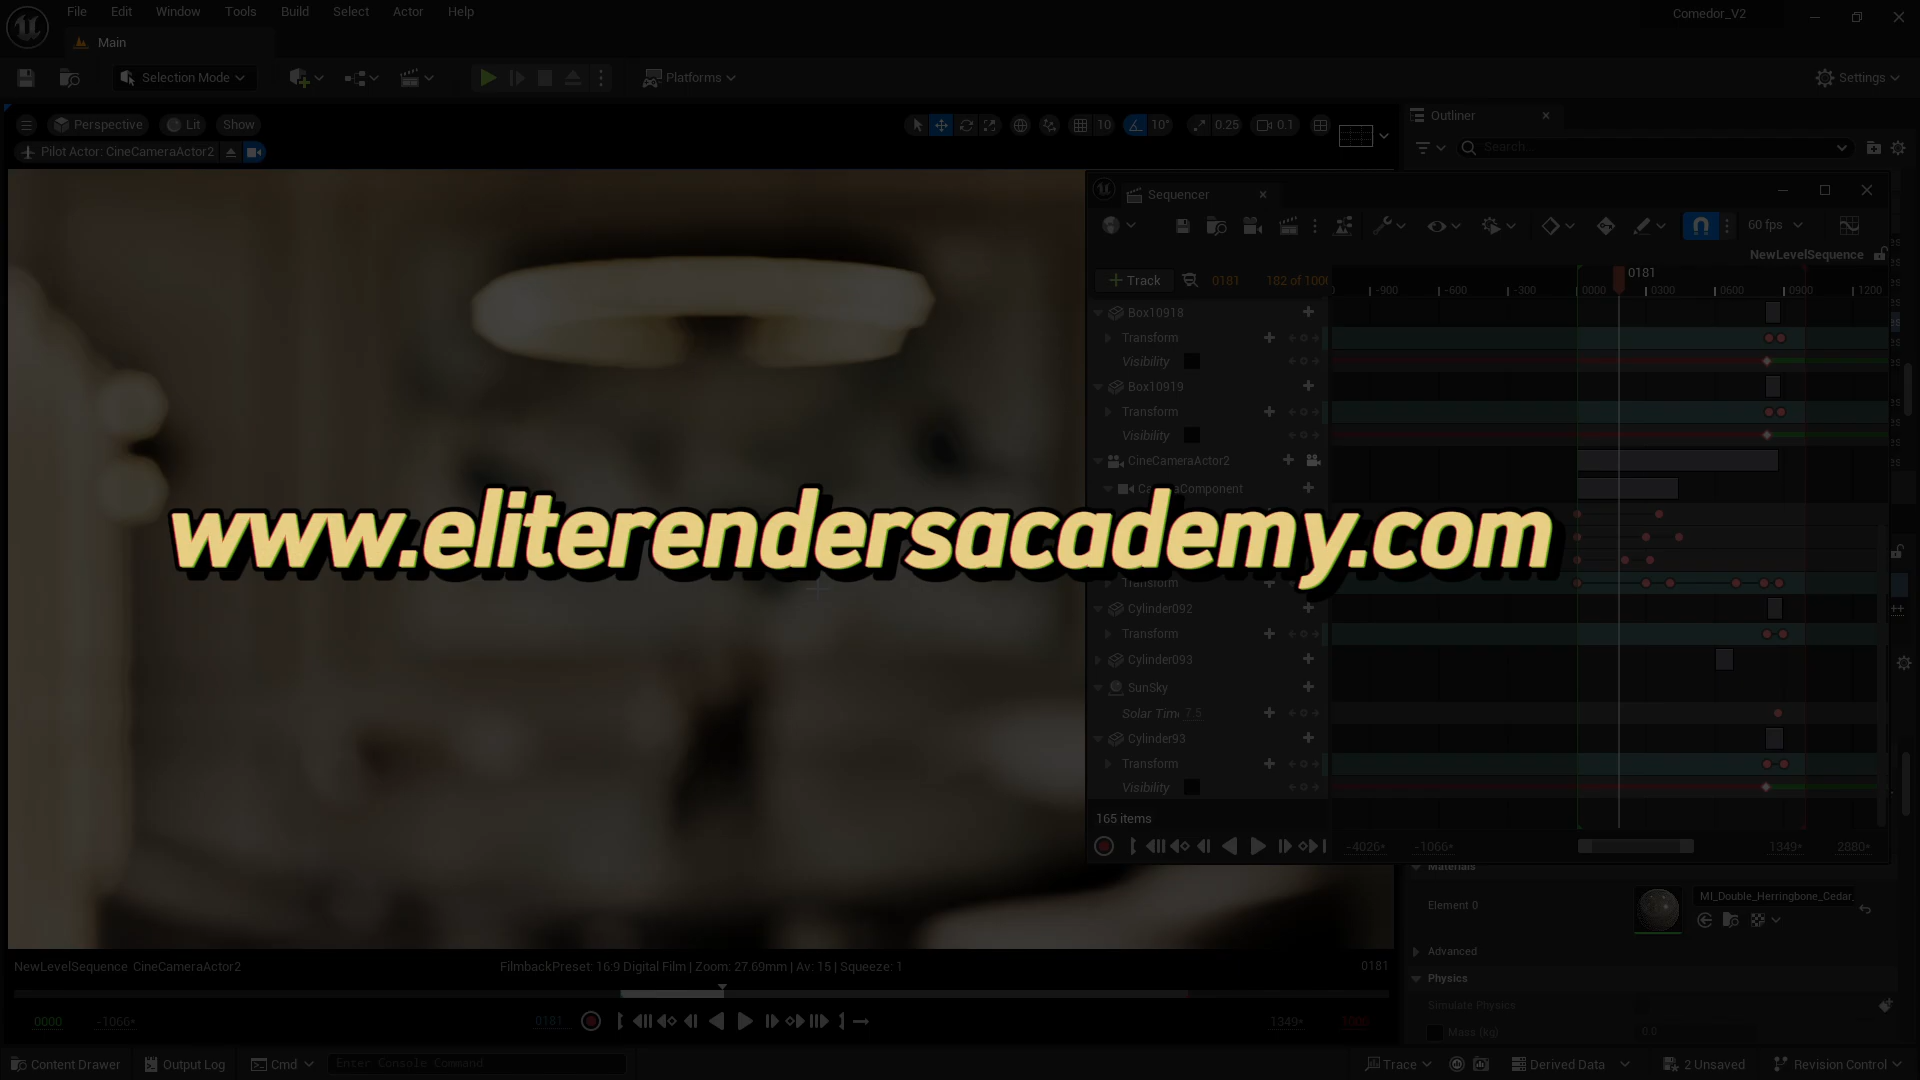 File Edit Window Tools Build Select Actor Help
Comedor_V2
Main
Selection Mode
Platforms
Settings
Perspective Lit Show
10 10° 0.25 0.1
Outliner
Pilot Actor: CineCameraActor2
Search...
Sequencer
60 fps
NewLevelSequence
Track 0181 182 of 1000
0181
-900 -600 -300 0000 0300 0600 0900 1200
Box10918
Transform
Visibility
Box10919
Transform
Visibility
CineCameraActor2
www.eliterendersacademy.com
Transform
Cylinder092
Transform
Cylinder093
SunSky
Solar 7.5
Cylinder93
Transform
Visibility
165 items
-4026* -1066* 1349* 2880*
Materials
Element 0
MI_Double_Herringbone_Cedar_
Advanced
Physics
Simulate Physics
Mass (kg) 0.0
NewLevelSequence CineCameraActor2
FilmbackPreset: 16:9 Digital Film | Zoom: 27.69mm | Av: 15 | Squeeze: 1
0181
0000 -1066* 0181 1349*
Content Drawer Output Log Cmd Enter Console Command
Trace Derived Data 2 Unsaved Revision Control